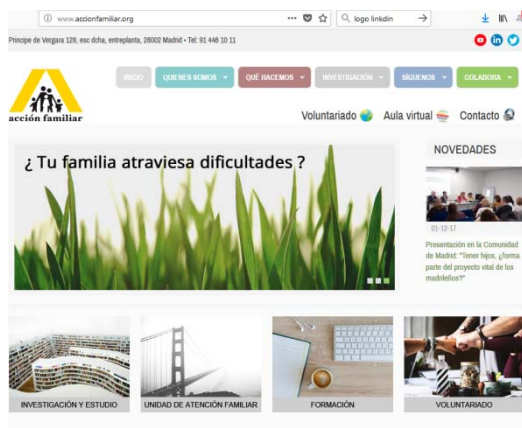 www.accionfamiliar.org
logo linkdin
Principe de Vergara 128, esc dcha, entreplanta, 28002 Madrid • Tel: 91 446 10 11
INICIO
QUIENES SOMOS
QUÉ HACEMOS
INVESTIGACIÓN
SÍGUENOS
COLABORA
acción familiar
Voluntariado
Aula virtual
Contacto
¿ Tu familia atraviesa dificultades ?
NOVEDADES
01-12-17
Presentación en la Comunidad
de Madrid: "Tener hijos, ¿forma
parte del proyecto vital de los
madrileños?"
INVESTIGACIÓN Y ESTUDIO
UNIDAD DE ATENCIÓN FAMILIAR
FORMACIÓN
VOLUNTARIADO